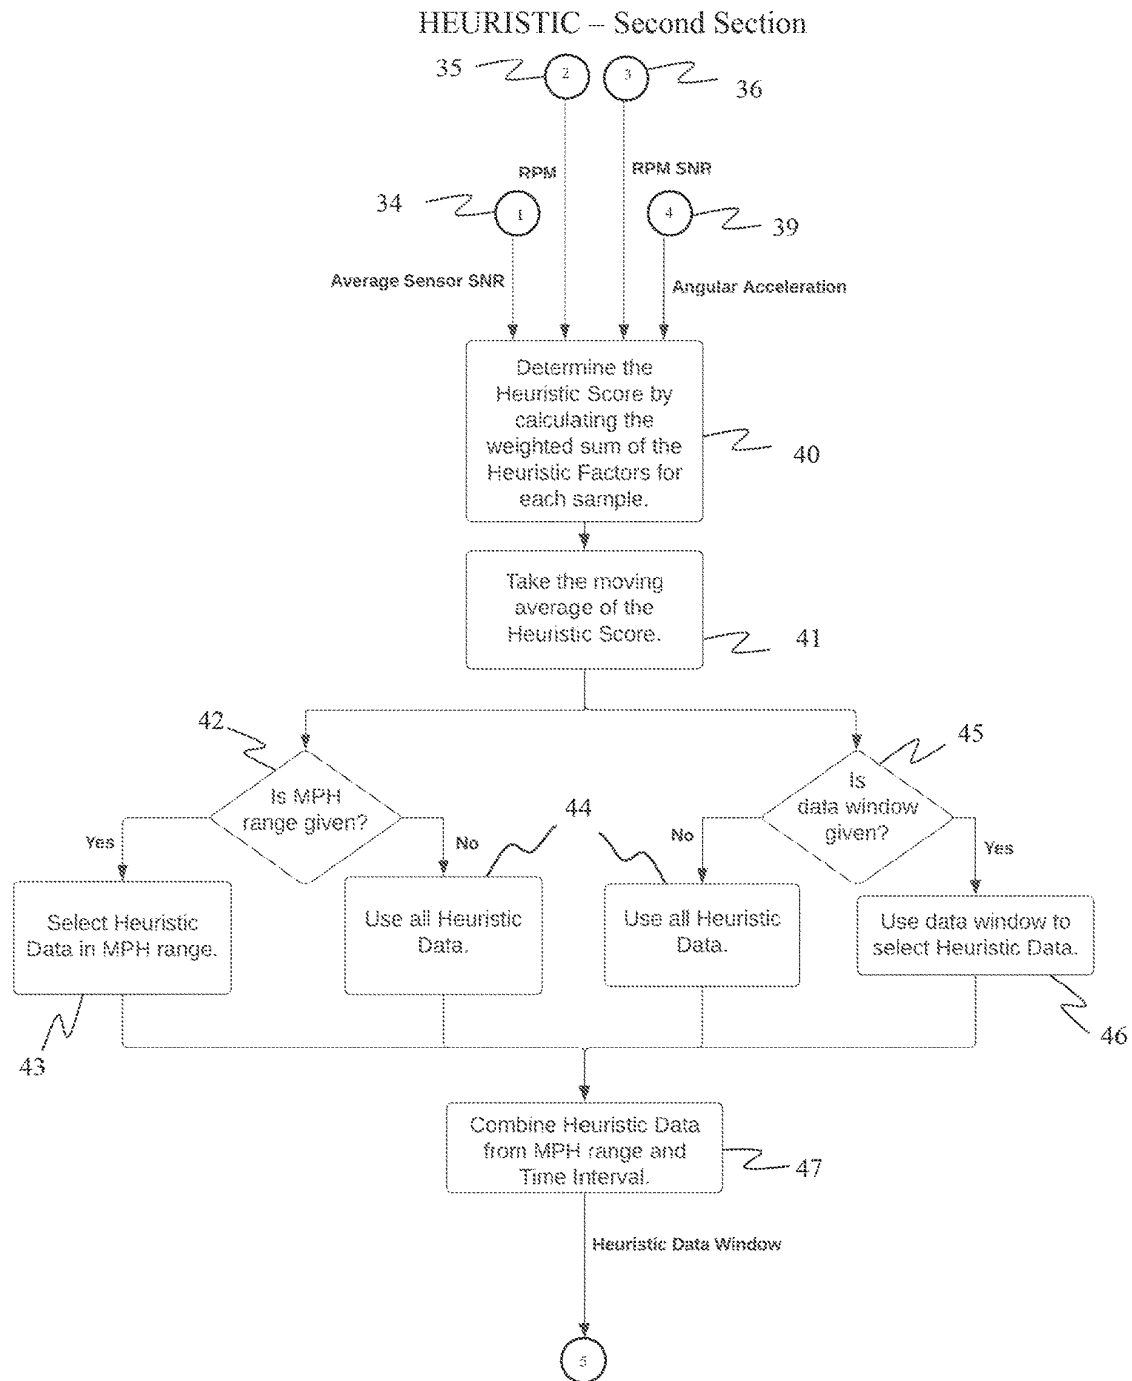 HEURISTIC – Second Section
35
2
3
36
RPM
RPM SNR
34
1
4
39
Average Sensor SNR
Angular Acceleration
Determine the
Heuristic Score by
calculating the
weighted sum of the
Heuristic Factors for
each sample.
40
Take the moving
average of the
Heuristic Score.
41
42
45
Is MPH
range given?
Is
data window
given?
44
Yes
No
No
Yes
Select Heuristic
Data in MPH range.
Use all Heuristic
Data.
Use all Heuristic
Data.
Use data window to
select Heuristic Data.
43
46
Combine Heuristic Data
from MPH range and
Time Interval.
47
Heuristic Data Window
5